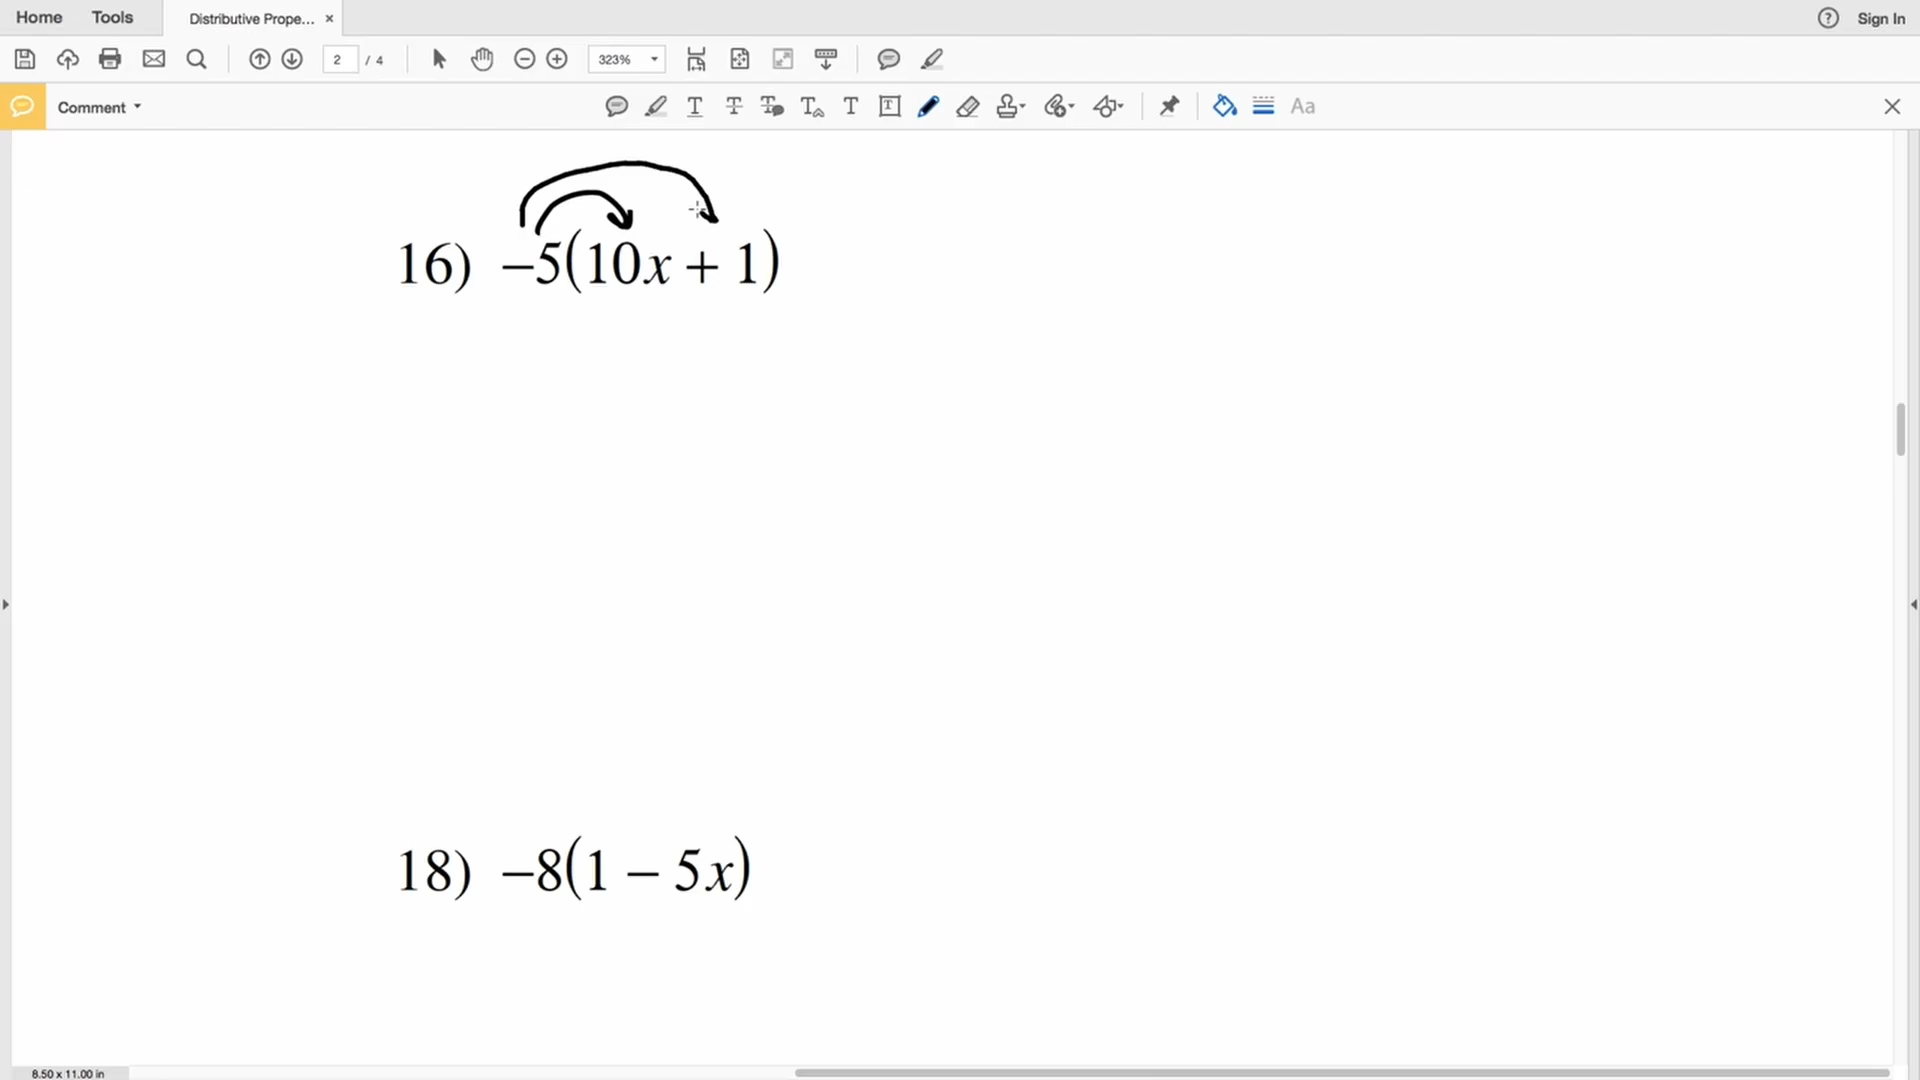 Home Tools Distributive Prope... × ? Sign In
2 / 4 323%
Comment T T T T T T Aa
16) −5(10x + 1)
18) −8(1 − 5x)
8.50 x 11.00 in